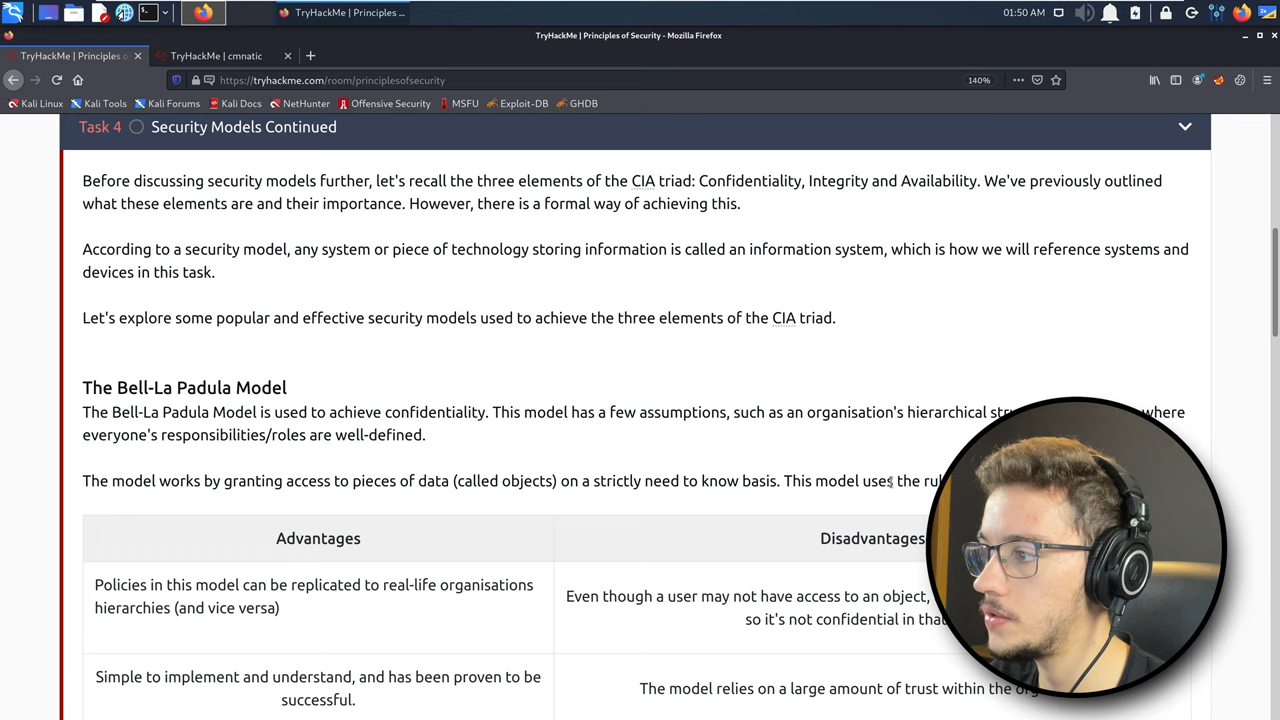 TryHackMe | Principles ...
01:50 AM
TryHackMe | Principles of Security - Mozilla Firefox
TryHackMe | Principles of
TryHackMe | cmnatic
https://tryhackme.com/room/principlesofsecurity
140%
Kali Linux
Kali Tools
Kali Forums
Kali Docs
NetHunter
Offensive Security
MSFU
Exploit-DB
GHDB
Task 4
Security Models Continued
Before discussing security models further, let's recall the three elements of the CIA triad: Confidentiality, Integrity and Availability. We've previously outlined
what these elements are and their importance. However, there is a formal way of achieving this.
According to a security model, any system or piece of technology storing information is called an information system, which is how we will reference systems and
devices in this task.
Let's explore some popular and effective security models used to achieve the three elements of the CIA triad.
The Bell-La Padula Model
The Bell-La Padula Model is used to achieve confidentiality. This model has a few assumptions, such as an organisation's hierarchical where
everyone's responsibilities/roles are well-defined.
The model works by granting access to pieces of data (called objects) on a strictly need to know basis. This model uses the
Advantages
Disadvantages
Policies in this model can be replicated to real-life organisations
hierarchies (and vice versa)
Even though a user may not have access to an object,
so it's not confidential in that
Simple to implement and understand, and has been proven to be
successful.
The model relies on a large amount of trust within the